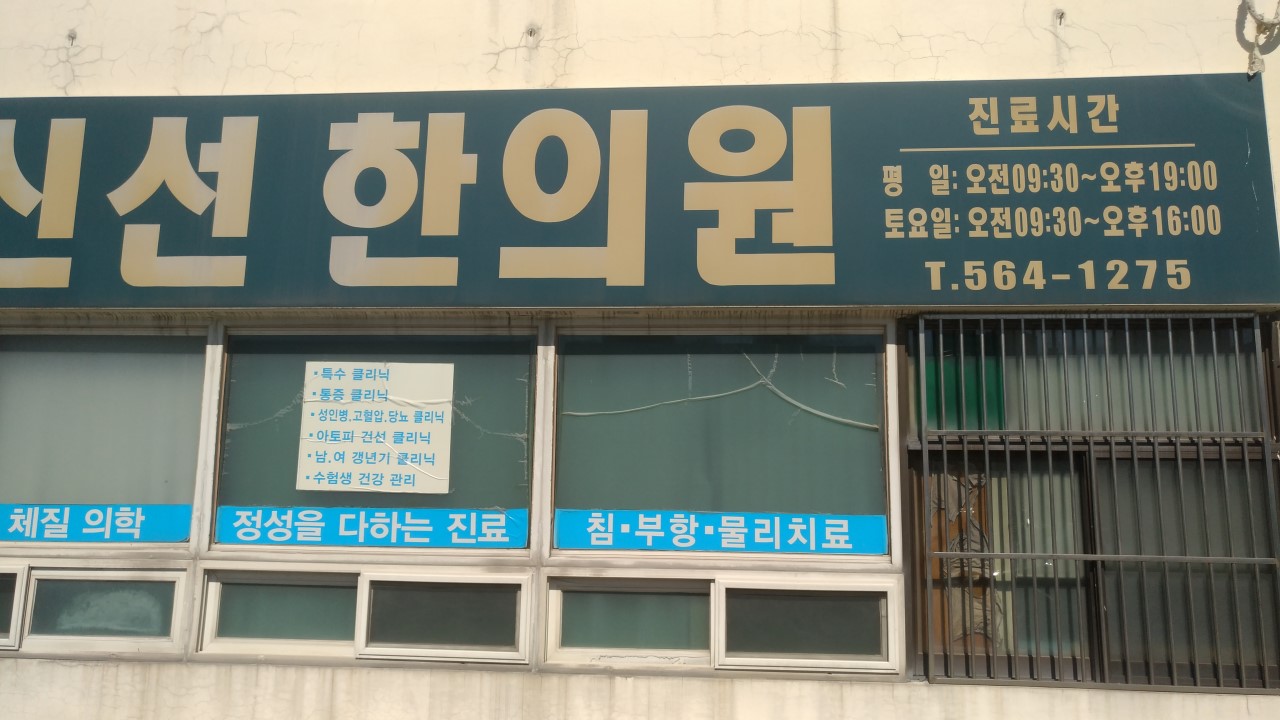 신선 한의원
진료시간
평 일: 오전09:30~오후19:00
토요일: 오전09:30~오후16:00
T.564-1275
▪특수 클리닉
▪통증 클리닉
▪성인병.고혈압.당뇨 클리닉
▪아토피 건선 클리닉
▪남.여 갱년기 클리닉
▪수험생 건강 관리
체질 의학
정성을 다하는 진료
침▪부항▪물리치료